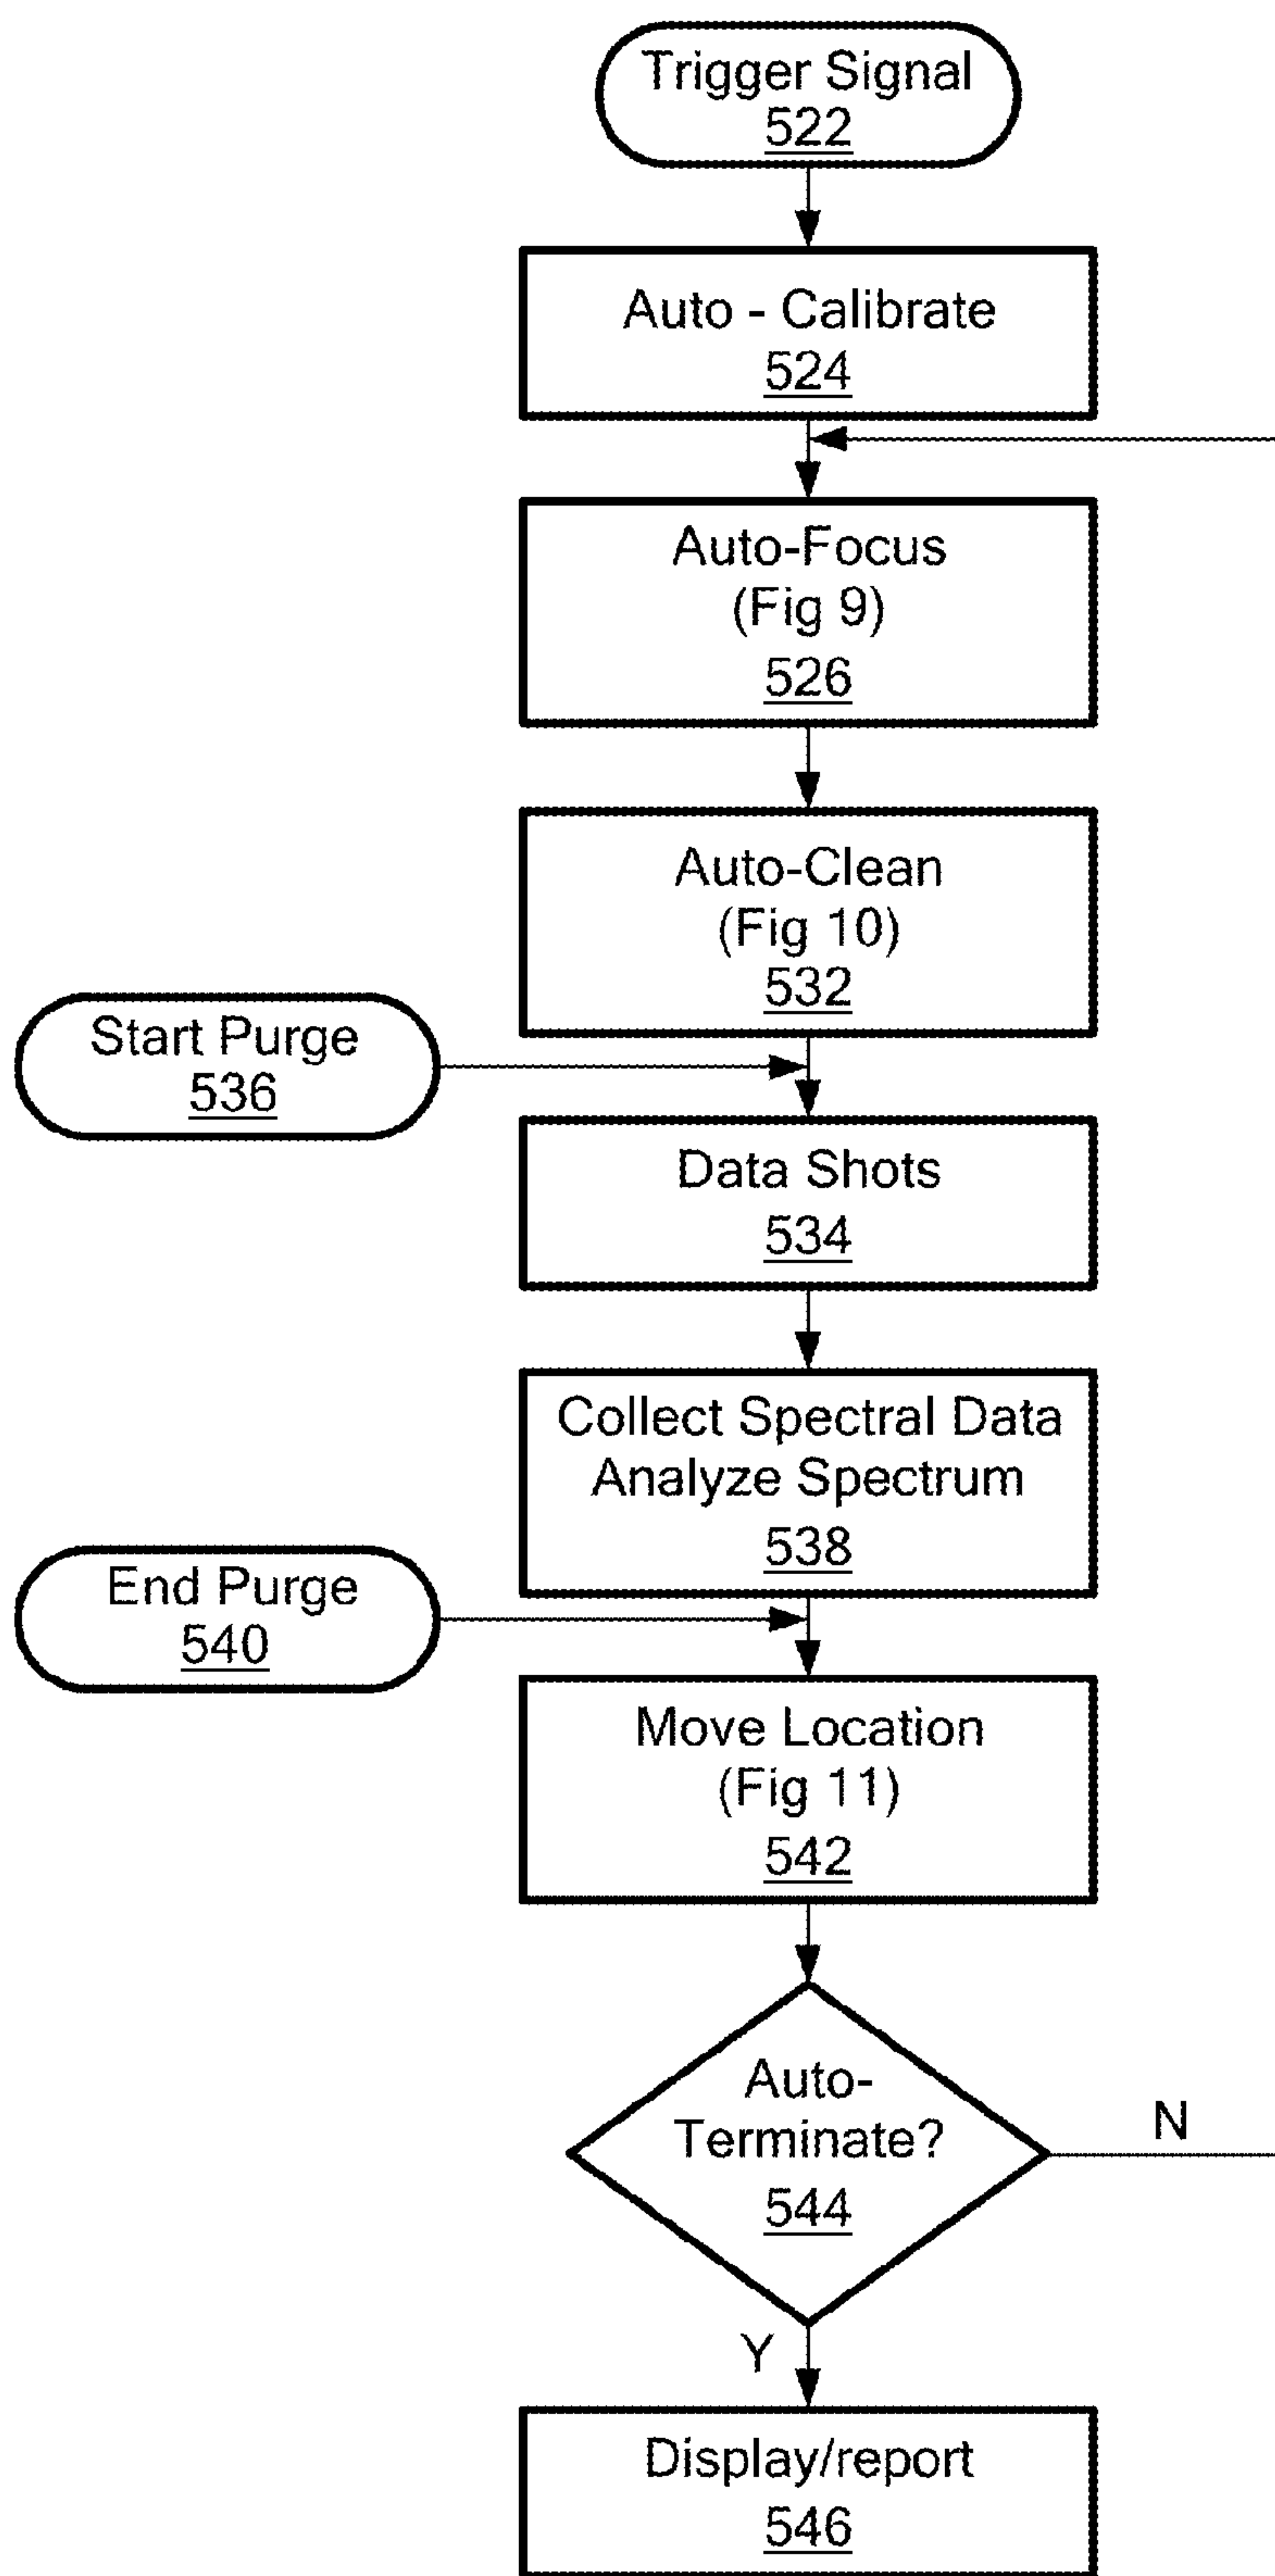 Trigger Signal
522
Auto - Calibrate
524
Auto-Focus
(Fig 9)
526
Auto-Clean
(Fig 10)
532
Start Purge
536
Data Shots
534
Collect Spectral Data
Analyze Spectrum
538
End Purge
540
Move Location
(Fig 11)
542
Auto-
Terminate?
544
N
Y
Display/report
546